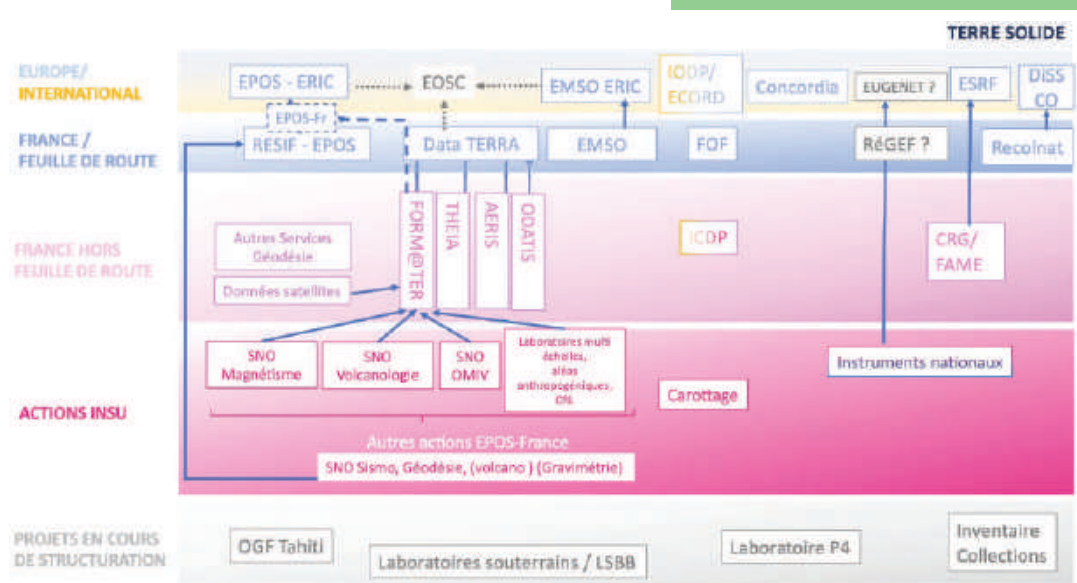 TERRE SOLIDE
EUROPE/
INTERNATIONAL
EPOS - ERIC
EOSC
EMSO ERIC
IODP/
ECORD
Concordia
EUGENET ?
ESRF
DiSS
CO
EPOS-Fr
FRANCE /
FEUILLE DE ROUTE
RESIF - EPOS
Data TERRA
EMSO
FOF
RéGEF ?
Recolnat
FRANCE HORS
FEUILLE DE ROUTE
Autres Services
Géodésie
Données satellites
FORM@TER
THEIA
AERIS
ODATIS
ICDP
CRG/
FAME
ACTIONS INSU
SNO
Magnétisme
SNO
Volcanologie
SNO
OMIV
Laboratoires multi
échelles,
aléas
anthropogéniques,
Carottage
Instruments nationaux
Autres actions EPOS-France
SNO Sismo, Géodésie, (volcano ) (Gravimétrie)
PROJETS EN COURS
DE STRUCTURATION
OGF Tahiti
Laboratoires souterrains / LSBB
Laboratoire P4
Inventaire
Collections